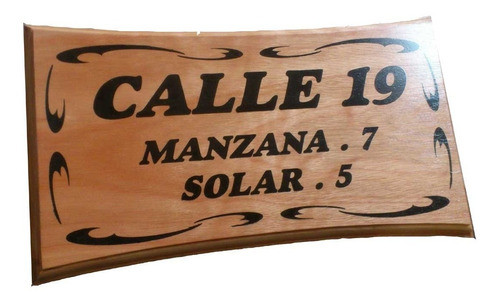 CALLE 19
MANZANA . 7
SOLAR . 5